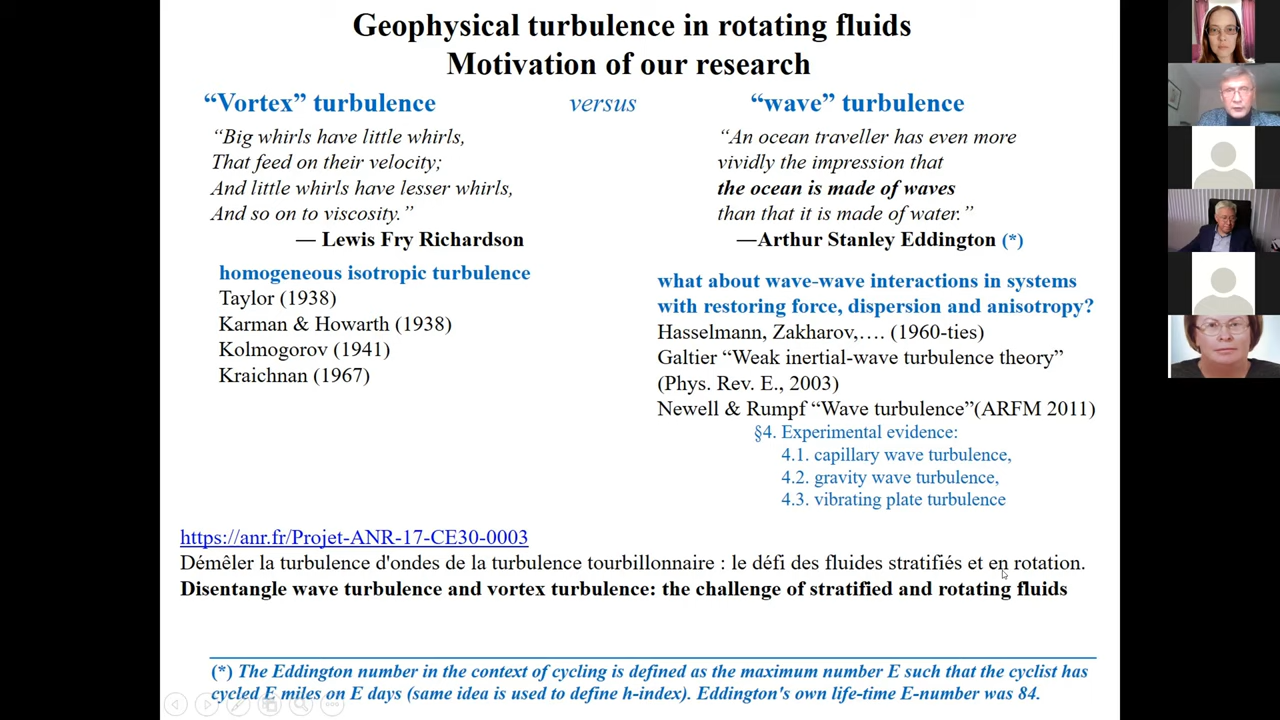 Geophysical turbulence in rotating fluids
Motivation of our research
“Vortex” turbulence versus “wave” turbulence
“Big whirls have little whirls,
That feed on their velocity;
And little whirls have lesser whirls,
And so on to viscosity.”
— Lewis Fry Richardson
homogeneous isotropic turbulence
Taylor (1938)
Karman & Howarth (1938)
Kolmogorov (1941)
Kraichnan (1967)
“An ocean traveller has even more
vividly the impression that
the ocean is made of waves
than that it is made of water.”
—Arthur Stanley Eddington (*)
what about wave-wave interactions in systems
with restoring force, dispersion and anisotropy?
Hasselmann, Zakharov,…. (1960-ties)
Galtier “Weak inertial-wave turbulence theory”
(Phys. Rev. E., 2003)
Newell & Rumpf “Wave turbulence”(ARFM 2011)
§4. Experimental evidence:
4.1. capillary wave turbulence,
4.2. gravity wave turbulence,
4.3. vibrating plate turbulence
https://anr.fr/Projet-ANR-17-CE30-0003
Démêler la turbulence d'ondes de la turbulence tourbillonnaire : le défi des fluides stratifiés et en rotation.
Disentangle wave turbulence and vortex turbulence: the challenge of stratified and rotating fluids
(*) The Eddington number in the context of cycling is defined as the maximum number E such that the cyclist has
cycled E miles on E days (same idea is used to define h-index). Eddington's own life-time E-number was 84.